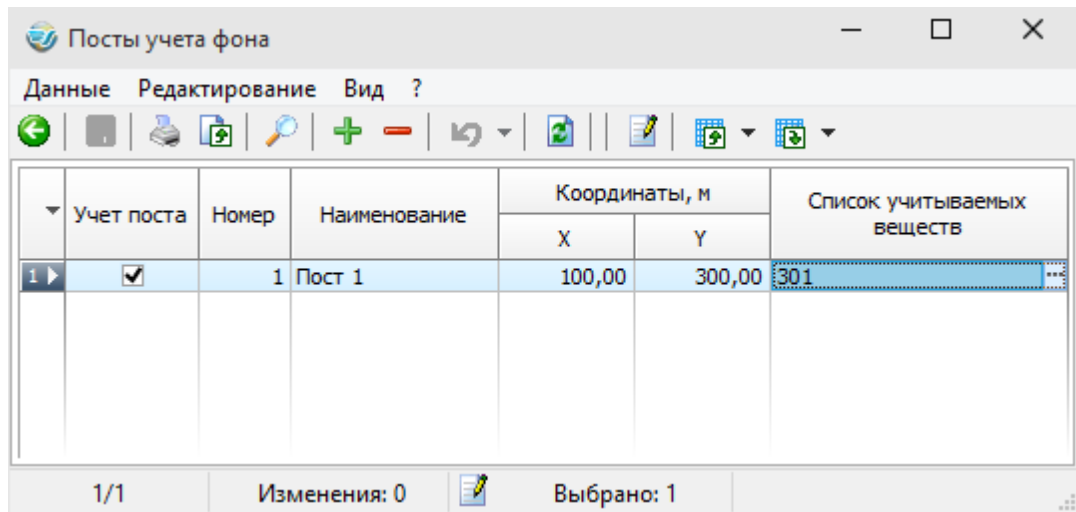 Посты учета фона
Данные Редактирование Вид ?
Учет поста Номер Наименование Координаты, м Список учитываемых веществ
X Y
1 1 Пост 1 100,00 300,00 301
1/1 Изменения: 0 Выбрано: 1